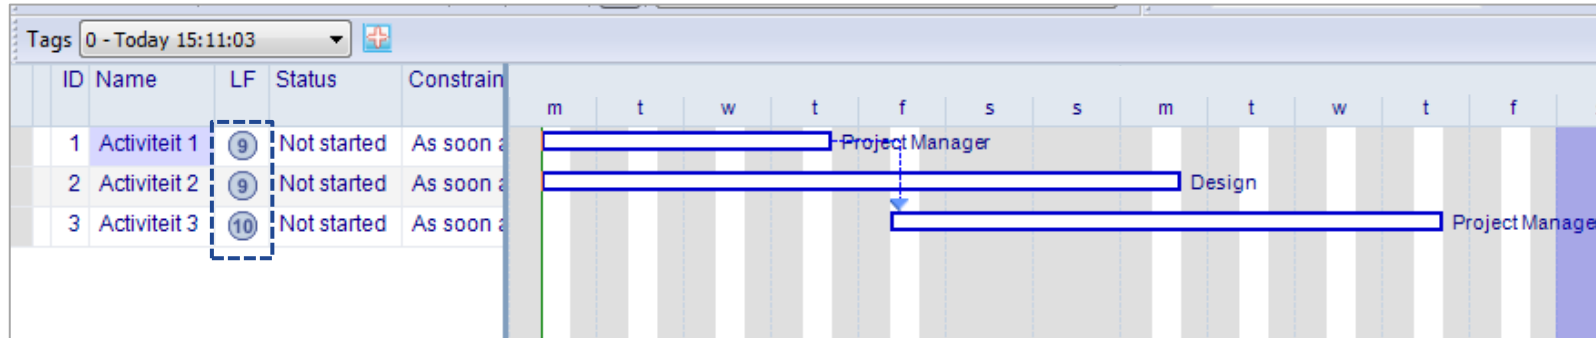 Tags 0 - Today 15:11:03
ID Name LF Status Constrain
m t w t f s s m t w t f
1 Activiteit 1 9 Not started As soon a Project Manager
2 Activiteit 2 9 Not started As soon a Design
3 Activiteit 3 10 Not started As soon a Project Manage